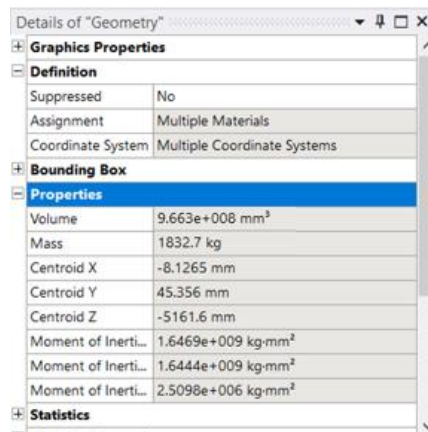 Details of "Geometry"
Graphics Properties
Definition
Suppressed No
Assignment Multiple Materials
Coordinate System Multiple Coordinate Systems
Bounding Box
Properties
Volume 9.663e+008 mm³
Mass 1832.7 kg
Centroid X -8.1265 mm
Centroid Y 45.356 mm
Centroid Z -5161.6 mm
Moment of Inerti... 1.6469e+009 kg·mm²
Moment of Inerti... 1.6444e+009 kg·mm²
Moment of Inerti... 2.5098e+006 kg·mm²
Statistics